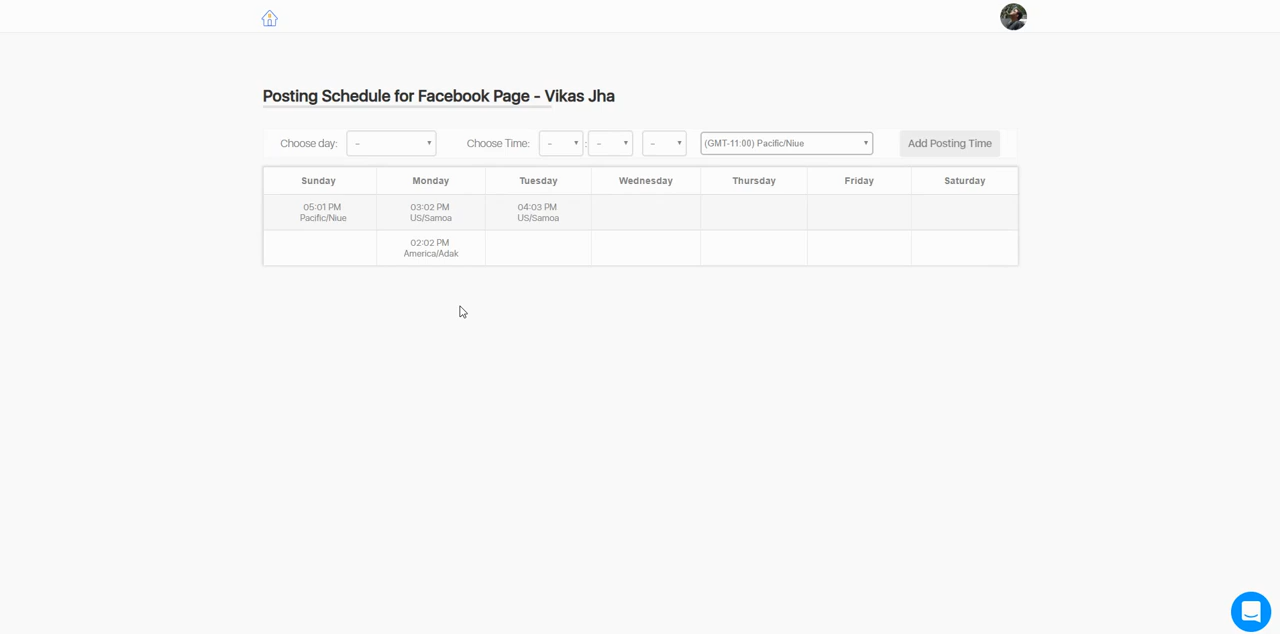 Posting Schedule for Facebook Page - Vikas Jha
Choose day: - Choose Time: - : - - (GMT-11:00) Pacific/Niue Add Posting Time
Sunday Monday Tuesday Wednesday Thursday Friday Saturday
05:01 PM 03:02 PM 04:03 PM
Pacific/Niue US/Samoa US/Samoa
02:02 PM
America/Adak